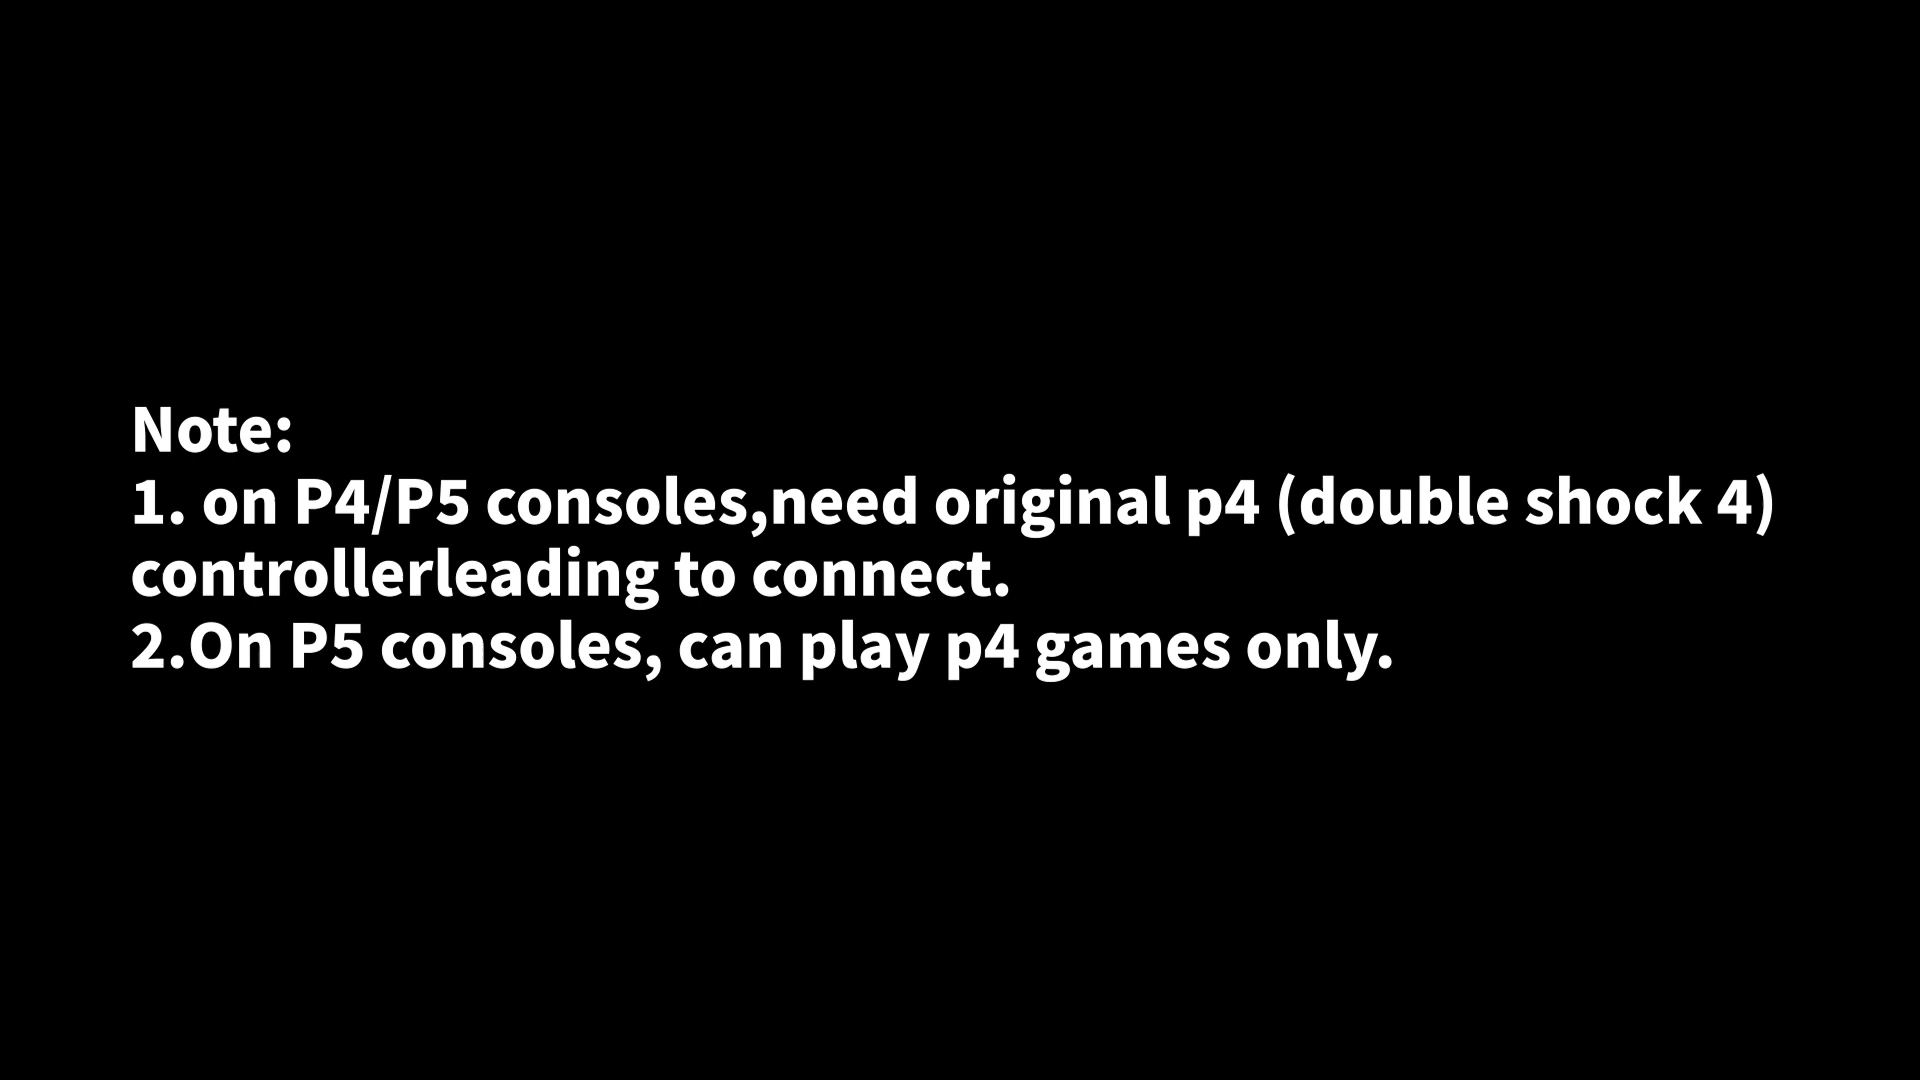 Note:
1. on P4/P5 consoles,need original p4 (double shock 4)
controllerleading to connect.
2.On P5 consoles, can play p4 games only.